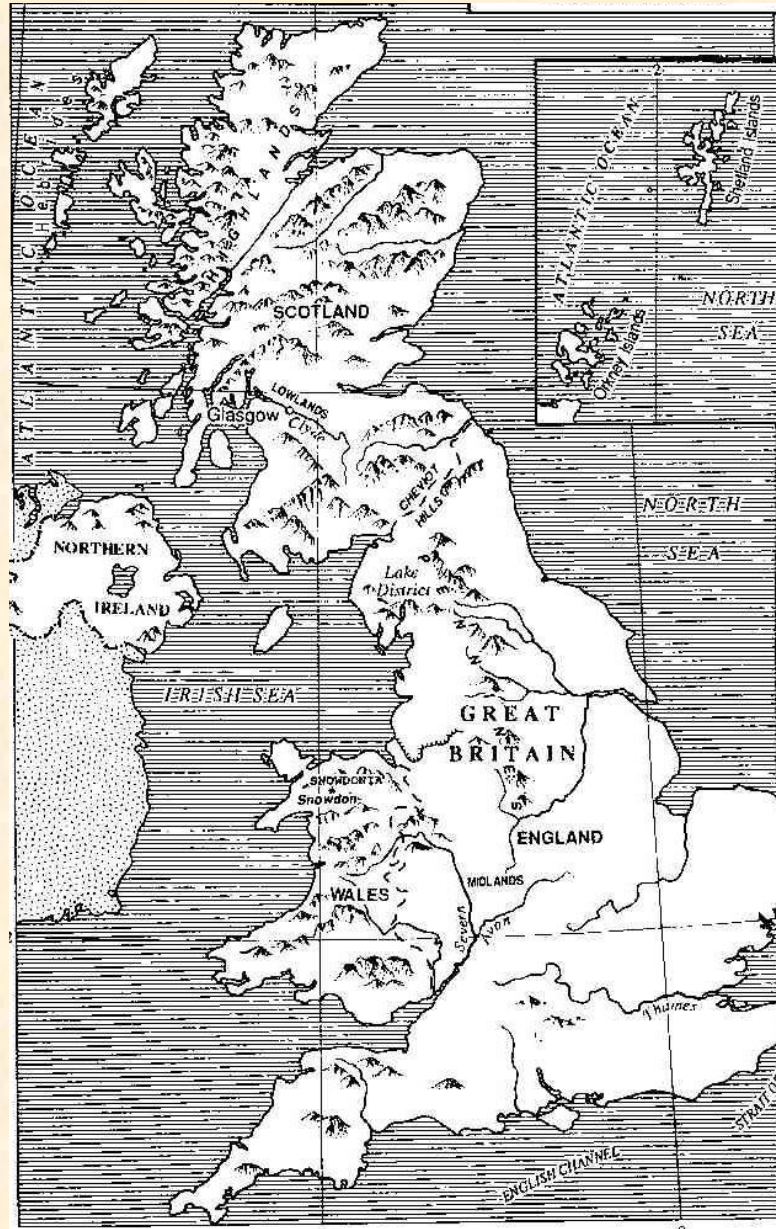 ATLANTIC OCEAN
Hebrides
HIGHLANDS
SCOTLAND
LOWLANDS
Glasgow
Clyde
CHEVIOT
HILLS
NORTHERN
IRELAND
Lake
District
IRISH SEA
GREAT
BRITAIN
SNOWDONIA
Snowdon
ENGLAND
MIDLANDS
WALES
Severn
Avon
Thames
ENGLISH CHANNEL
STRAIT OF
NORTH
SEA
2
ATLANTIC OCEAN
Shetland Islands
NORTH
SEA
Orkney Islands